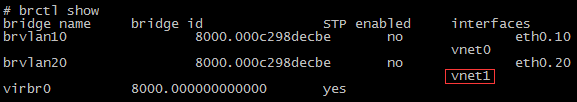 # brctl show
bridge name bridge id STP enabled interfaces
brvlan10 8000.000c298decbe no eth0.10
vnet0
brvlan20 8000.000c298decbe no eth0.20
vnet1
virbr0 8000.000000000000 yes